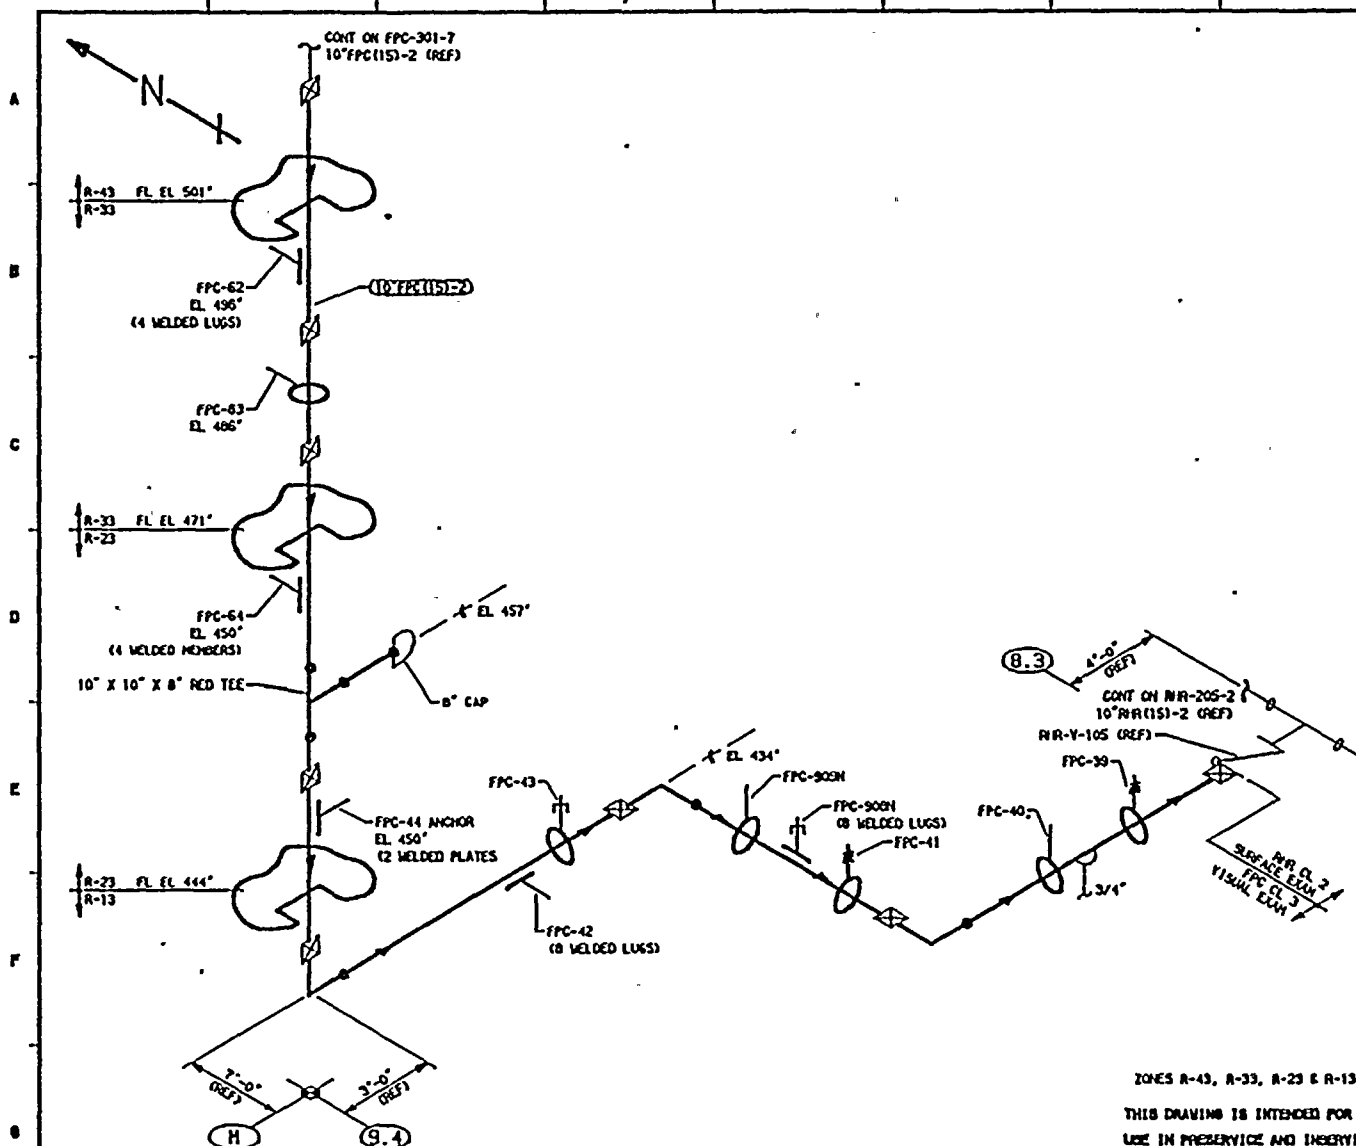 CONT ON FPC-301-7
10"FPC(15)-2 (REF)
N
A
R-43 FL EL 501'
R-33
B
FPC-62
EL 496'
(4 WELDED LUGS)
10"FPC(15)-2
FPC-63
EL 486'
C
R-33 FL EL 471'
R-23
D
FPC-64
EL 450'
(4 WELDED MEMBERS)
℄ EL 457'
10" X 10" X 8" RED TEE
8" CAP
8.3
4'-0"
(REF)
CONT ON RHR-205-2
10"RHR(15)-2 (REF)
RHR-V-105 (REF)
℄ EL 434'
E
FPC-43
FPC-909N
FPC-908N
(8 WELDED LUGS)
FPC-41
FPC-39
FPC-40
3/4"
FPC-44 ANCHOR
EL 450'
(2 WELDED PLATES
R-23 FL EL 444'
R-13
FPC-42
(8 WELDED LUGS)
RHR CL 2
SURFACE EXAM
FPC CL 3
VISUAL EXAM
F
7'-0"
(REF)
3'-0"
(REF)
H
9.4
ZONES R-43, R-33, R-23 & R-13
THIS DRAWING IS INTENDED FOR
USE IN PRESERVICE AND INSERVI
G